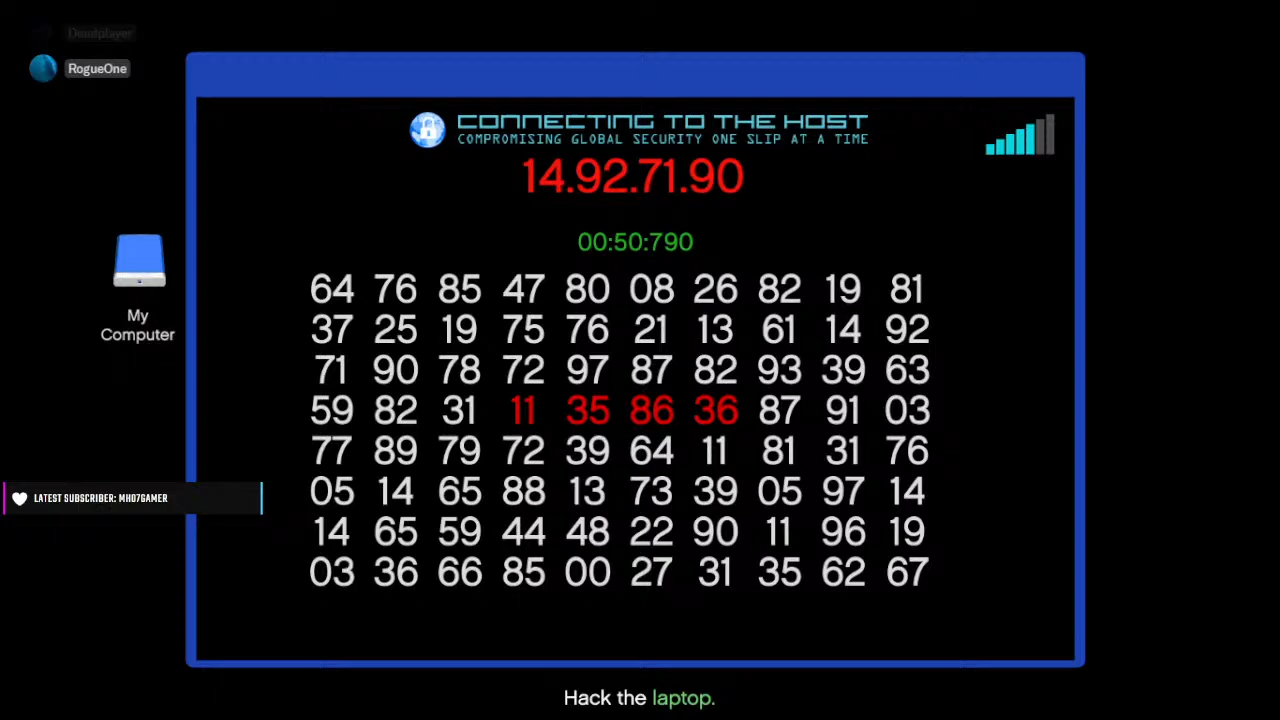 Dwalplayer
RogueOne
CONNECTING TO THE HOST
COMPROMISING GLOBAL SECURITY ONE SLIP AT A TIME
14.92.71.90
00:50:790
64 76 85 47 80 08 26 82 19 81
37 25 19 75 76 21 13 61 14 92
71 90 78 72 97 87 82 93 39 63
59 82 31 11 35 86 36 87 91 03
77 89 79 72 39 64 11 81 31 76
05 14 65 88 13 73 39 05 97 14
14 65 59 44 48 22 90 11 96 19
03 36 66 85 00 27 31 35 62 67
My
Computer
LATEST SUBSCRIBER: MH07GAMER
Hack the laptop.